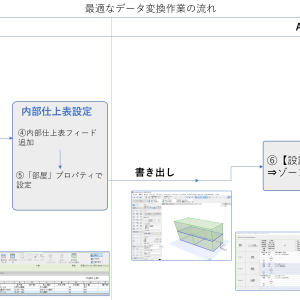 最適なデータ変換作業の流れ
A
内部仕上表設定
④内部仕上表フィード
追加
⑤「部屋」プロパティで
設定
書き出し
⑥【設
⇒ゾー